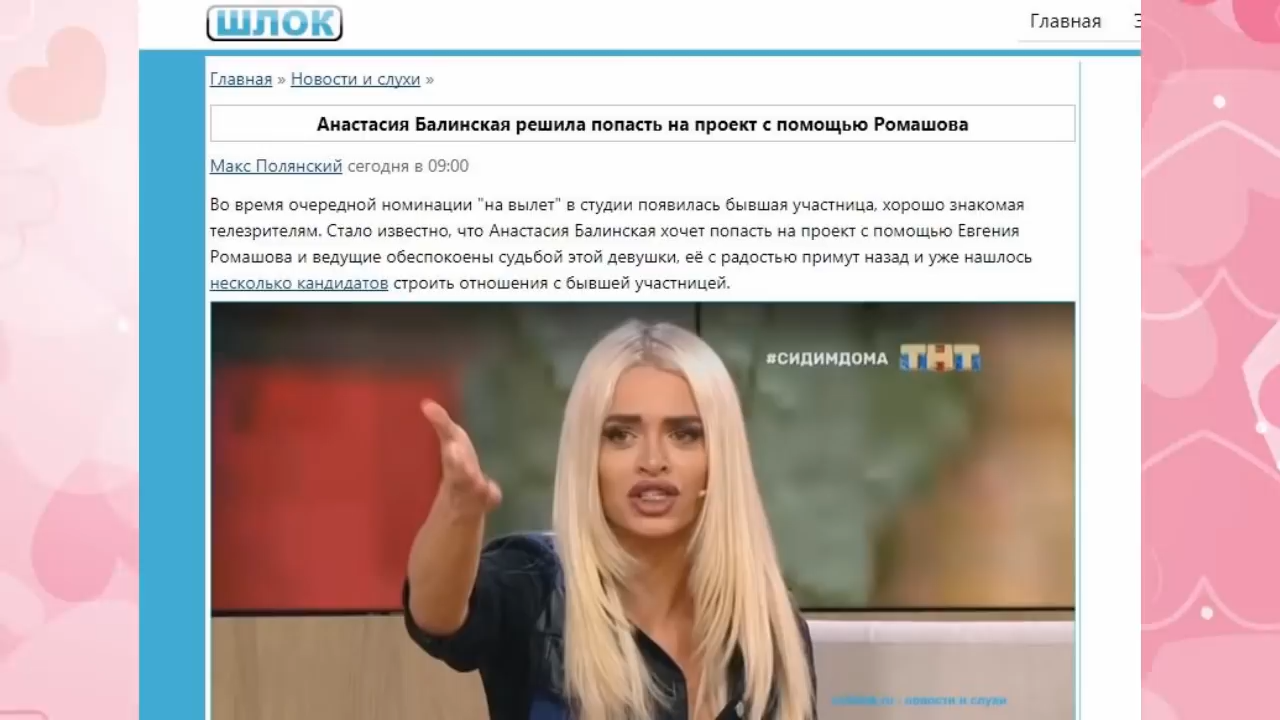 ШЛОК
Главная
Главная » Новости и слухи »
Анастасия Балинская решила попасть на проект с помощью Ромашова
Макс Полянский сегодня в 09:00
Во время очередной номинации "на вылет" в студии появилась бывшая участница, хорошо знакомая
телезрителям. Стало известно, что Анастасия Балинская хочет попасть на проект с помощью Евгения
Ромашова и ведущие обеспокоены судьбой этой девушки, её с радостью примут назад и уже нашлось
несколько кандидатов строить отношения с бывшей участницей.
#СИДИМДОМА ТНТ
новости и слухи